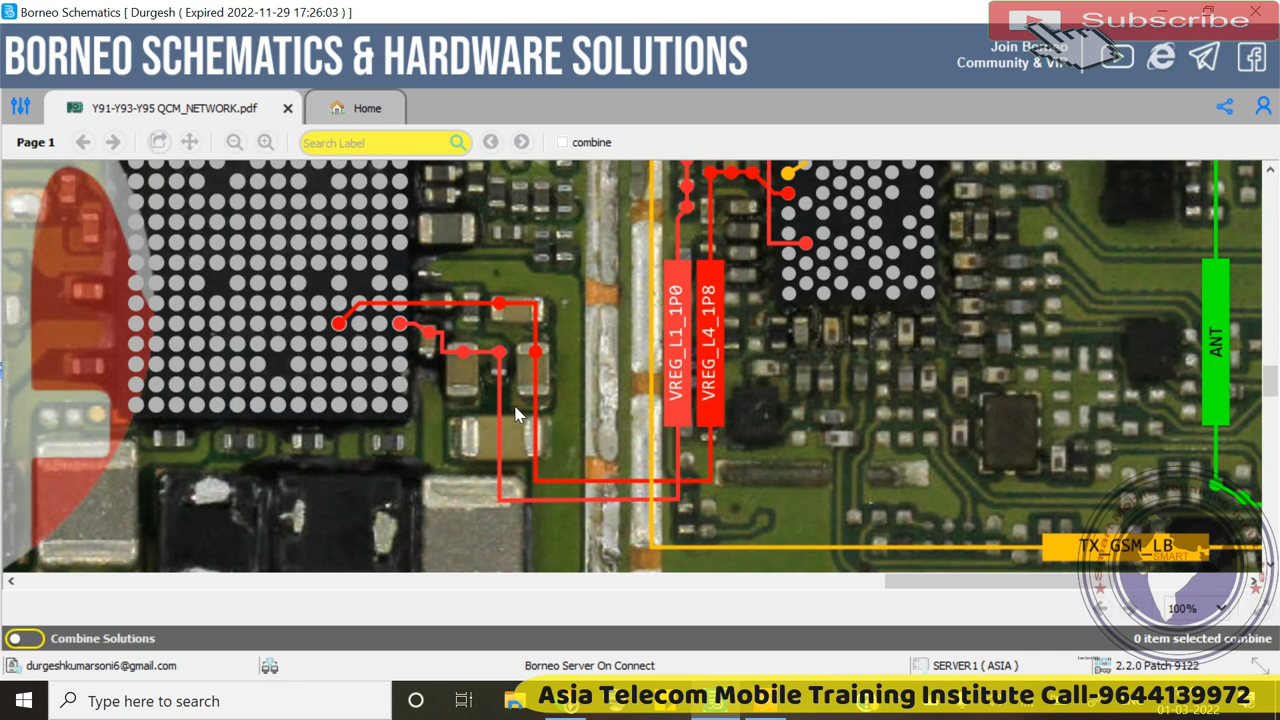 Borneo Schematics [ Durgesh ( Expired 2022-11-29 17:26:03 ) ]
Subscribe
BORNEO SCHEMATICS & HARDWARE SOLUTIONS
Join Borneo
Community & VIP
Y91-Y93-Y95 QCM_NETWORK.pdf
Home
Page 1
Search Label
combine
VREG_L1_1P0
VREG_L4_1P8
ANT
TX_GSM_LB
SMART
100%
Combine Solutions
0 item selected combine
durgeshkumarsoni6@gmail.com
Borneo Server On Connect
SERVER1 ( ASIA )
2.2.0 Patch 9122
Type here to search
Asia Telecom Mobile Training Institute Call-9644139972
01-03-2022